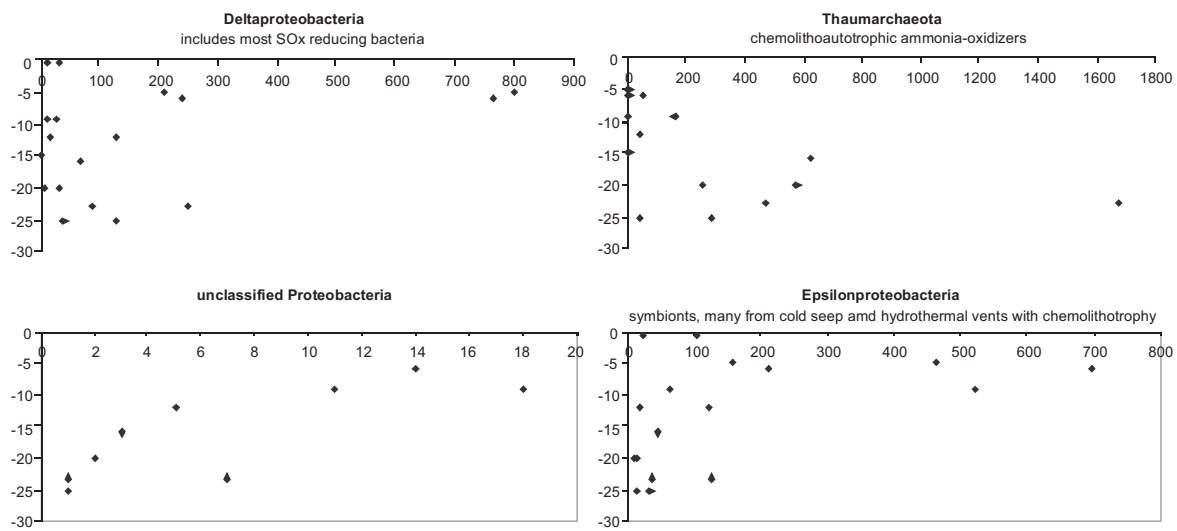 Deltaproteobacteria
includes most SOx reducing bacteria
0 100 200 300 400 500 600 700 800 900
0
-5
-10
-15
-20
-25
-30
Thaumarchaeota
chemolithoautotrophic ammonia-oxidizers
0 200 400 600 800 1000 1200 1400 1600 1800
0
-5
-10
-15
-20
-25
-30
unclassified Proteobacteria
0 2 4 6 8 10 12 14 16 18 20
0
-5
-10
-15
-20
-25
-30
Epsilonproteobacteria
symbionts, many from cold seep amd hydrothermal vents with chemolithotrophy
0 100 200 300 400 500 600 700 800
0
-5
-10
-15
-20
-25
-30